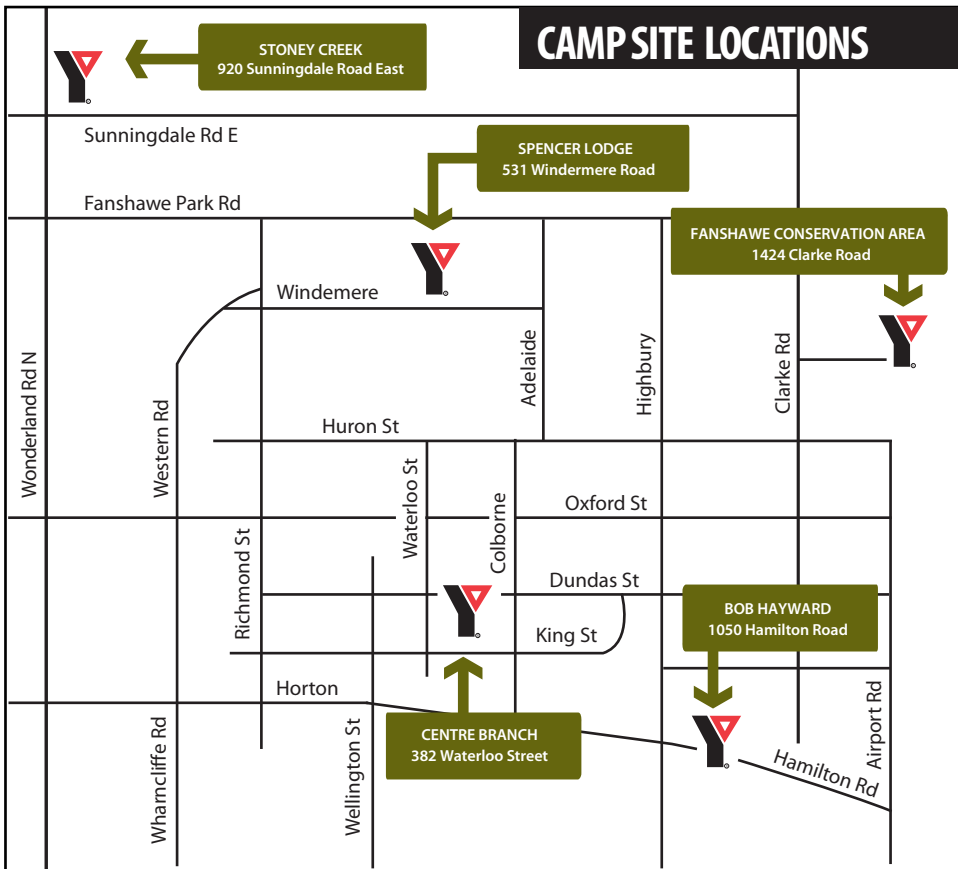 CAMP SITE LOCATIONS
STONEY CREEK
920 Sunningdale Road East
Sunningdale Rd E
SPENCER LODGE
531 Windermere Road
Fanshawe Park Rd
FANSHAWE CONSERVATION AREA
1424 Clarke Road
Windemere
Wonderland Rd N
Western Rd
Adelaide
Highbury
Clarke Rd
Huron St
Waterloo St
Colborne
Oxford St
Richmond St
Dundas St
King St
BOB HAYWARD
1050 Hamilton Road
Horton
CENTRE BRANCH
382 Waterloo Street
Wharncliffe Rd
Wellington St
Hamilton Rd
Airport Rd